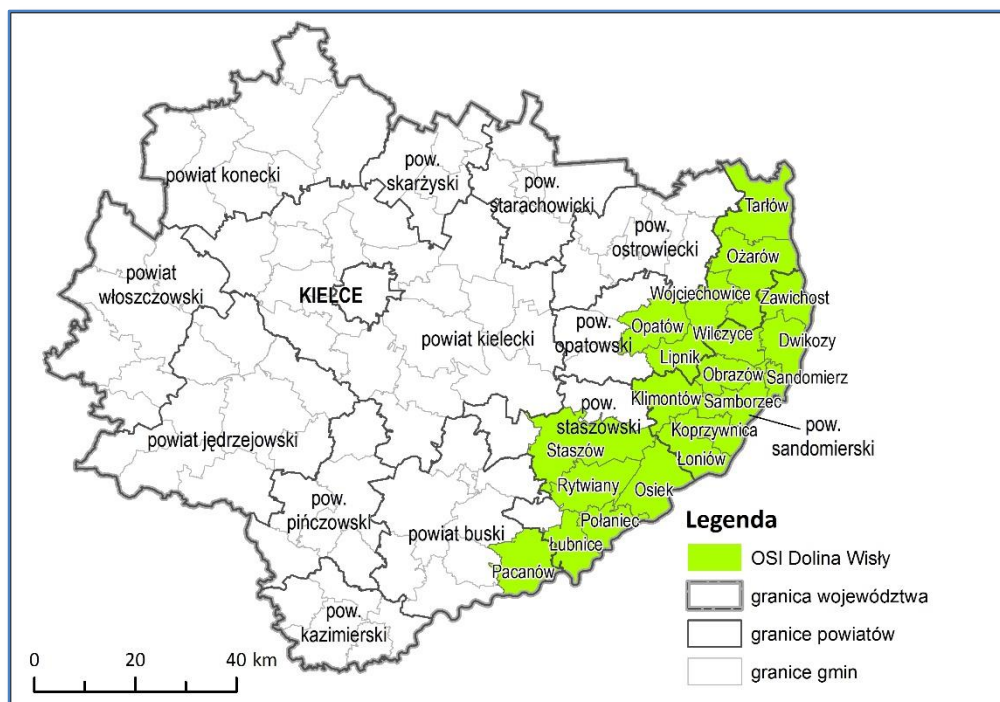 powiat konecki
pow.
skarżyski
pow.
starachowicki
pow.
ostrowiecki
Tarłów
Ożarów
powiat
włoszczowski
KIELCE
Wojciechowice
Zawichost
pow.
opatowski
Opatów
Wilczyce
Dwikozy
powiat kielecki
Lipnik
Obrazów
Sandomierz
Klimontów
Samborzec
pow.
staszowski
Koprzywnica
pow.
sandomierski
powiat jędrzejowski
Staszów
Łoniów
Rytwiany
Osiek
pow.
pińczowski
powiat buski
Połaniec
Łubnice
Pacanów
pow.
kazimierski
Legenda
OSI Dolina Wisły
granica województwa
granice powiatów
granice gmin
0 20 40 km